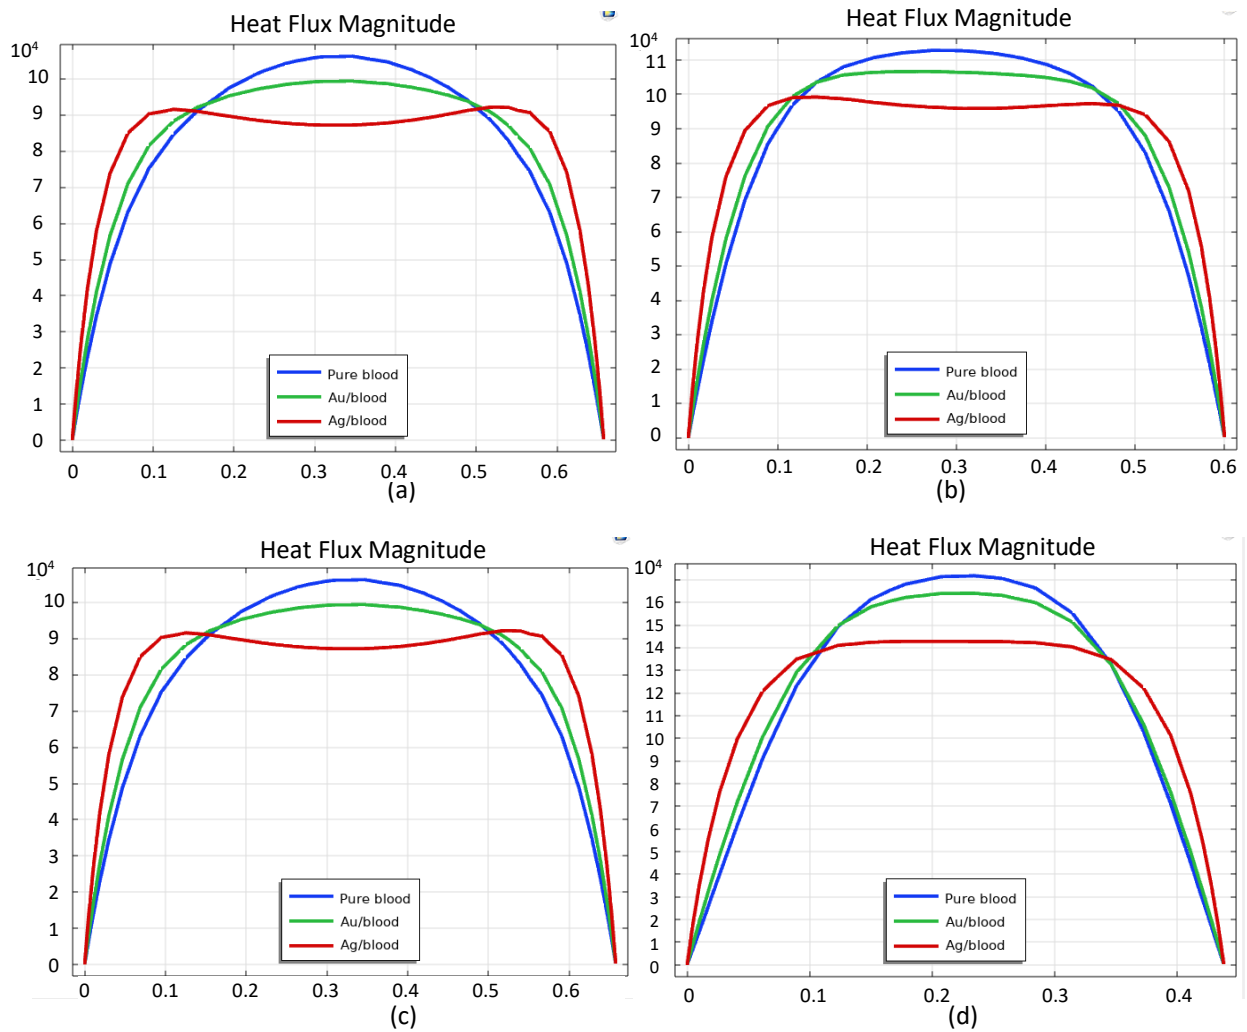 Heat Flux Magnitude
10⁴
10
9
8
7
6
5
4
3
2
1
0
Pure blood
Au/blood
Ag/blood
0 0.1 0.2 0.3 0.4 0.5 0.6
(a)
Heat Flux Magnitude
10⁴
11
10
9
8
7
6
5
4
3
2
1
0
Pure blood
Au/blood
Ag/blood
0 0.1 0.2 0.3 0.4 0.5 0.6
(b)
Heat Flux Magnitude
10⁴
10
9
8
7
6
5
4
3
2
1
0
Pure blood
Au/blood
Ag/blood
0 0.1 0.2 0.3 0.4 0.5 0.6
(c)
Heat Flux Magnitude
10⁴
16
15
14
13
12
11
10
8
7
6
5
4
3
2
1
0
Pure blood
Au/blood
Ag/blood
0 0.1 0.2 0.3 0.4
(d)